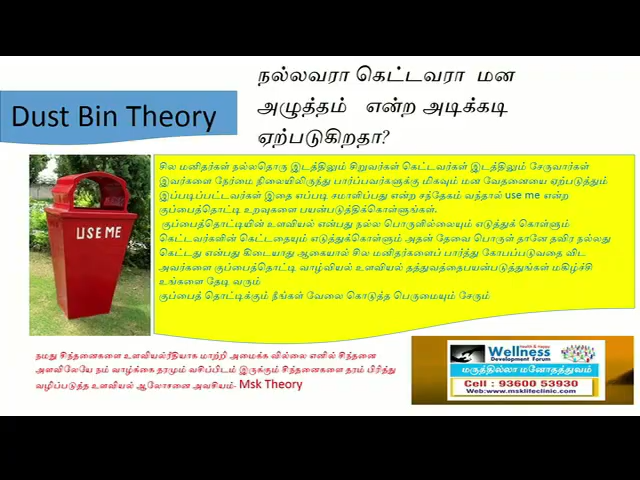 Dust Bin Theory
நல்லவரா கெட்டவரா மன
அழுத்தம் என்ற அடிக்கடி
ஏற்படுகிறதா?
USE ME
சில மனிதர்கள் நல்லதொரு இடத்திலும் சிறுவர்கள் கெட்டவர்கள் இடத்திலும் சேருவார்கள்
இவர்களை நேர்மை நிலையிலிருந்து பார்ப்பவர்களுக்கு மிகவும் மன வேதனையை ஏற்படுத்தும்
இப்படிப்பட்டவர்கள் இதை எப்படி சமாளிப்பது என்ற சந்தேகம் வந்தால் use me என்ற
குப்பைத்தொட்டி உறவுகளை பயன்படுத்திக்கொள்ளுங்கள்.
குப்பைத்தொட்டியின் உளவியல் என்பது நல்ல பொருளில்லையும் எடுத்துக் கொள்ளும்
கெட்டவர்களின் கெட்டதையும் எடுத்துக்கொள்ளும் அதன் தேவை பொருள் தானே தவிர நல்லது
கெட்டது என்பது கிடையாது ஆகையால் சில மனிதர்களைப் பார்த்து கோபப்படுவதை விட
அவர்களை குப்பைத்தொட்டி வாழ்வியல் உளவியல் தத்துவத்தைபயன்படுத்துங்கள் மகிழ்ச்சி
உங்களை தேடி வரும்
குப்பைத் தொட்டிக்கும் நீங்கள் வேலை கொடுத்த பெருமையும் சேரும்
நமது சிந்தனைகளை உளவியல்ரீதியாக மாற்றி அமைக்க வில்லை எனில் சிந்தனை
அளவிலேயே நம் வாழ்க்கை தரமும் வசிப்பிடம் இருக்கும் சிந்தனைகளை தரம் பிரித்து
வழிப்படுத்த உளவியல் ஆலோசனை அவசியம்- Msk Theory
Health & Happy
Wellness
Development Forum
மருத்தில்லா மனோதத்துவம்
Cell : 93600 53930
Web:www.msklifeclinic.com